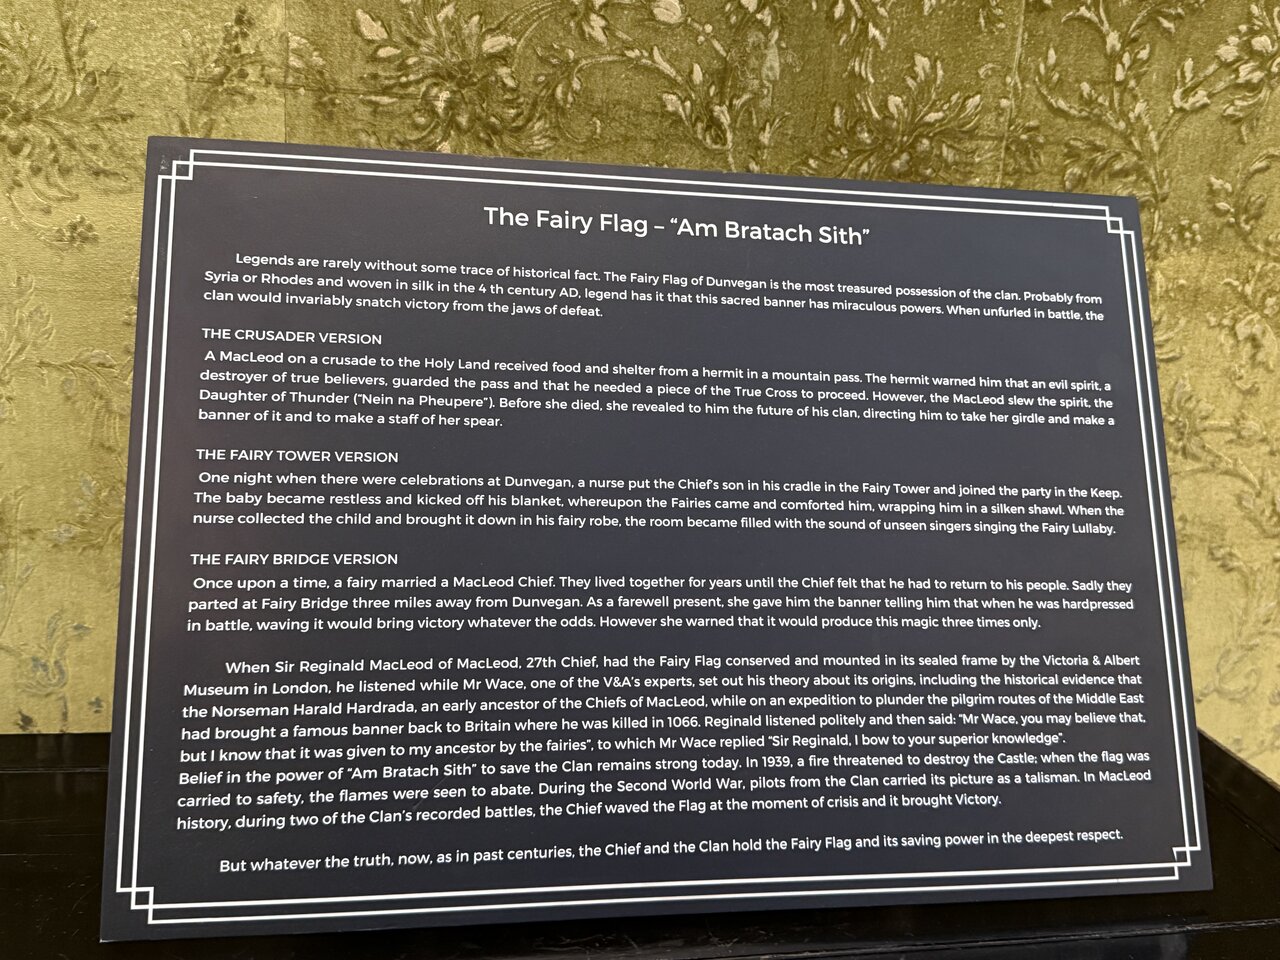 The Fairy Flag – “Am Bratach Sith”
Legends are rarely without some trace of historical fact. The Fairy Flag of Dunvegan is the most treasured possession of the clan. Probably from
Syria or Rhodes and woven in silk in the 4 th century AD, legend has it that this sacred banner has miraculous powers. When unfurled in battle, the
clan would invariably snatch victory from the jaws of defeat.
THE CRUSADER VERSION
A MacLeod on a crusade to the Holy Land received food and shelter from a hermit in a mountain pass. The hermit warned him that an evil spirit, a
destroyer of true believers, guarded the pass and that he needed a piece of the True Cross to proceed. However, the MacLeod slew the spirit, the
Daughter of Thunder (“Nein na Pheupere”). Before she died, she revealed to him the future of his clan, directing him to take her girdle and make a
banner of it and to make a staff of her spear.
THE FAIRY TOWER VERSION
One night when there were celebrations at Dunvegan, a nurse put the Chief's son in his cradle in the Fairy Tower and joined the party in the Keep.
The baby became restless and kicked off his blanket, whereupon the Fairies came and comforted him, wrapping him in a silken shawl. When the
nurse collected the child and brought it down in his fairy robe, the room became filled with the sound of unseen singers singing the Fairy Lullaby.
THE FAIRY BRIDGE VERSION
Once upon a time, a fairy married a MacLeod Chief. They lived together for years until the Chief felt that he had to return to his people. Sadly they
parted at Fairy Bridge three miles away from Dunvegan. As a farewell present, she gave him the banner telling him that when he was hardpressed
in battle, waving it would bring victory whatever the odds. However she warned that it would produce this magic three times only.
When Sir Reginald MacLeod of MacLeod, 27th Chief, had the Fairy Flag conserved and mounted in its sealed frame by the Victoria & Albert
Museum in London, he listened while Mr Wace, one of the V&A's experts, set out his theory about its origins, including the historical evidence that
the Norseman Harald Hardrada, an early ancestor of the Chiefs of MacLeod, while on an expedition to plunder the pilgrim routes of the Middle East
had brought a famous banner back to Britain where he was killed in 1066. Reginald listened politely and then said: “Mr Wace, you may believe that,
but I know that it was given to my ancestor by the fairies”, to which Mr Wace replied “Sir Reginald, I bow to your superior knowledge”.
Belief in the power of “Am Bratach Sith” to save the Clan remains strong today. In 1939, a fire threatened to destroy the Castle; when the flag was
carried to safety, the flames were seen to abate. During the Second World War, pilots from the Clan carried its picture as a talisman. In MacLeod
history, during two of the Clan's recorded battles, the Chief waved the Flag at the moment of crisis and it brought Victory.
But whatever the truth, now, as in past centuries, the Chief and the Clan hold the Fairy Flag and its saving power in the deepest respect.